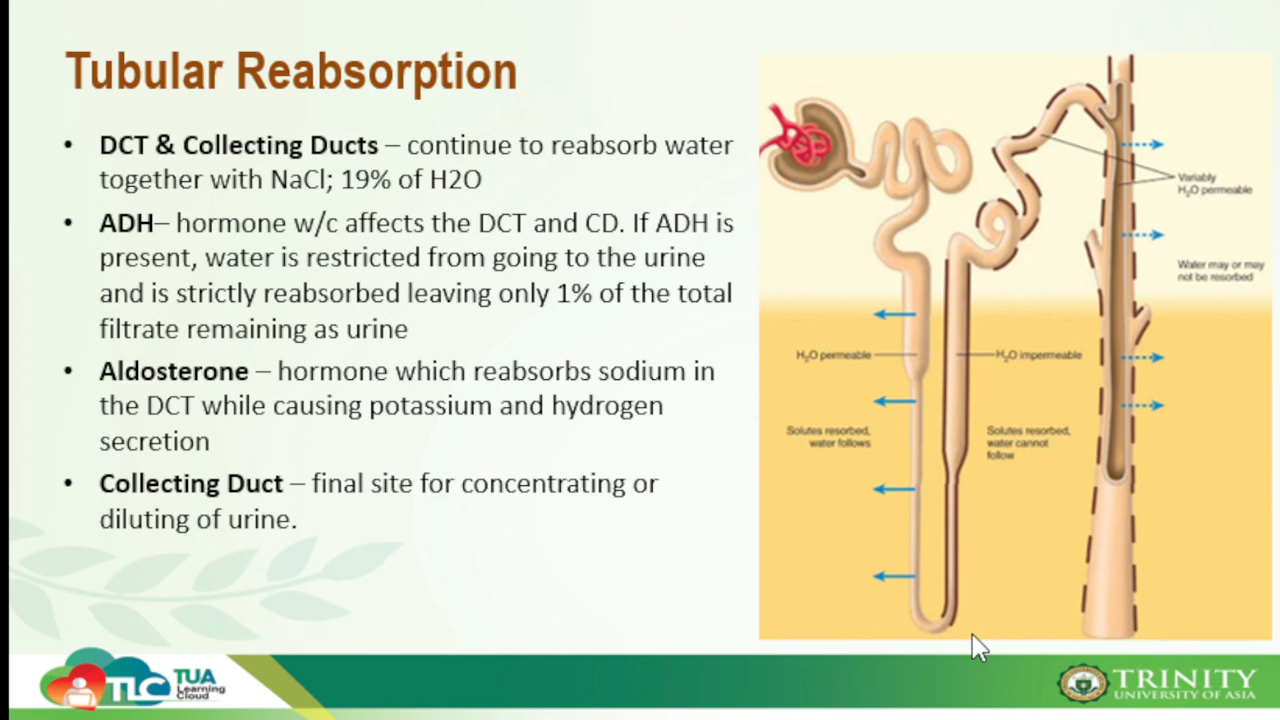 Tubular Reabsorption
• DCT & Collecting Ducts – continue to reabsorb water
together with NaCl; 19% of H2O
• ADH– hormone w/c affects the DCT and CD. If ADH is
present, water is restricted from going to the urine
and is strictly reabsorbed leaving only 1% of the total
filtrate remaining as urine
• Aldosterone – hormone which reabsorbs sodium in
the DCT while causing potassium and hydrogen
secretion
• Collecting Duct – final site for concentrating or
diluting of urine.
Variably
H₂O permeable
Water may or may
not be resorbed
H₂O permeable
H₂O impermeable
Solutes resorbed,
water follows
Solutes resorbed,
water cannot
follow
TLC
TUA
Learning
Cloud
TRINITY
UNIVERSITY OF ASIA